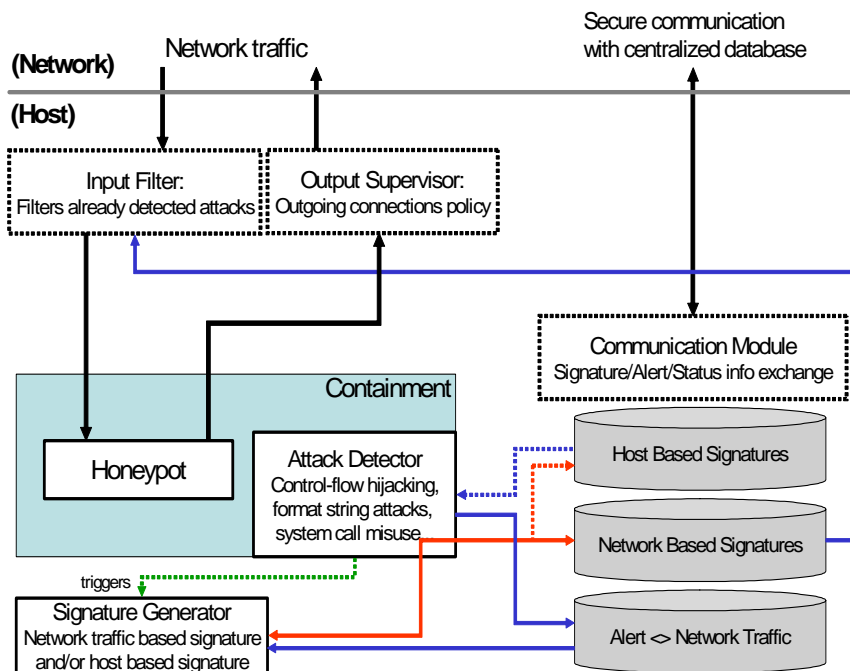 Network traffic
Secure communication
with centralized database
(Network)
(Host)
Input Filter:
Filters already detected attacks
Output Supervisor:
Outgoing connections policy
Communication Module
Signature/Alert/Status info exchange
Containment
Honeypot
Attack Detector
Control-flow hijacking,
format string attacks,
system call misuse...
Host Based Signatures
Network Based Signatures
Alert <> Network Traffic
triggers
Signature Generator
Network traffic based signature
and/or host based signature